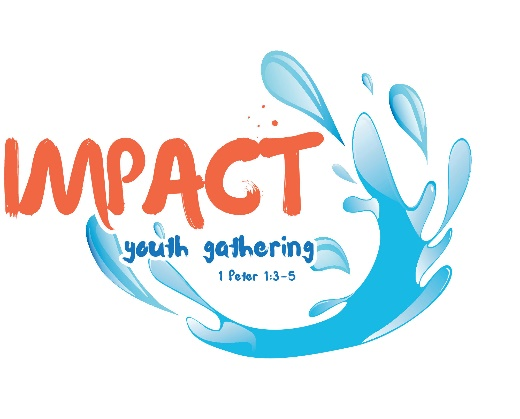 IMPACT
youth gathering
1 Peter 1:3-5